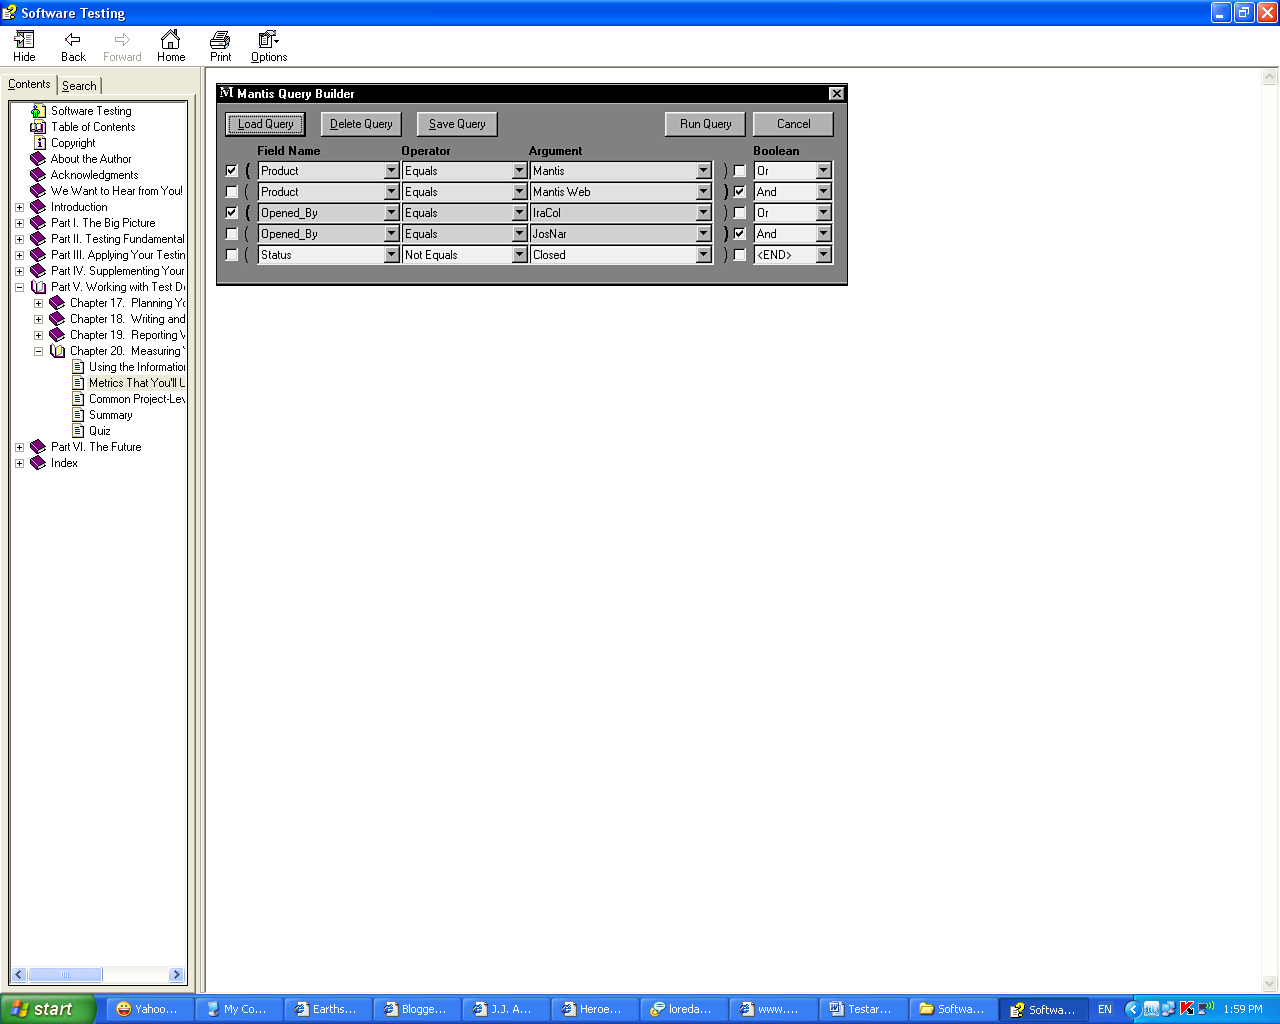 Software Testing
Hide Back Forward Home Print Options
Contents Search
Software Testing
Table of Contents
Copyright
About the Author
Acknowledgments
We Want to Hear from You!
Introduction
Part I. The Big Picture
Part II. Testing Fundamental
Part III. Applying Your Testin
Part IV. Supplementing Your
Part V. Working with Test D
Chapter 17. Planning Yo
Chapter 18. Writing and
Chapter 19. Reporting
Chapter 20. Measuring
Using the Information
Metrics That You'll U
Common Project-Lev
Summary
Quiz
Part VI. The Future
Index
M Mantis Query Builder
Load Query Delete Query Save Query Run Query Cancel
Field Name Operator Argument Boolean
( Product Equals Mantis ) Or
( Product Equals Mantis Web ) And
( Opened_By Equals IraCol ) Or
( Opened_By Equals JosNar ) And
( Status Not Equals Closed ) <END>
start Yahoo... My Co... Earths... Blogge... J.J. A... Heroe... loreda... www.... Testar... Softwa... Softwa... EN 1:59 PM